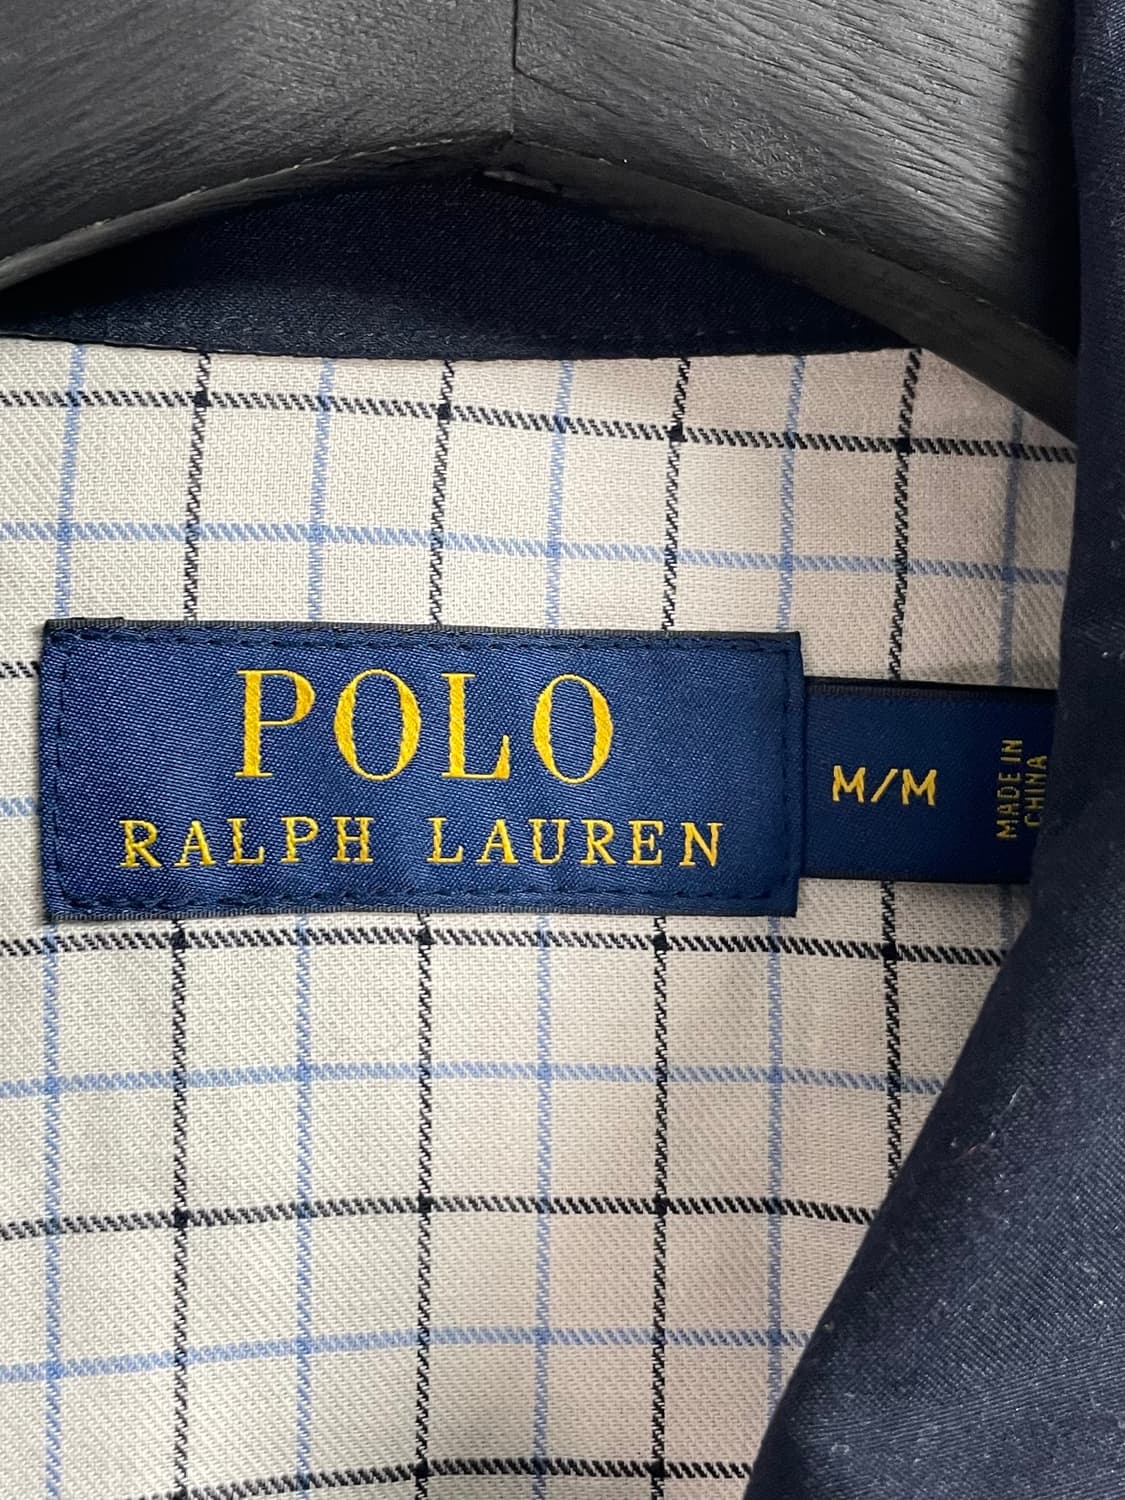 POLO
RALPH LAUREN
M/M
MADE IN
CHINA